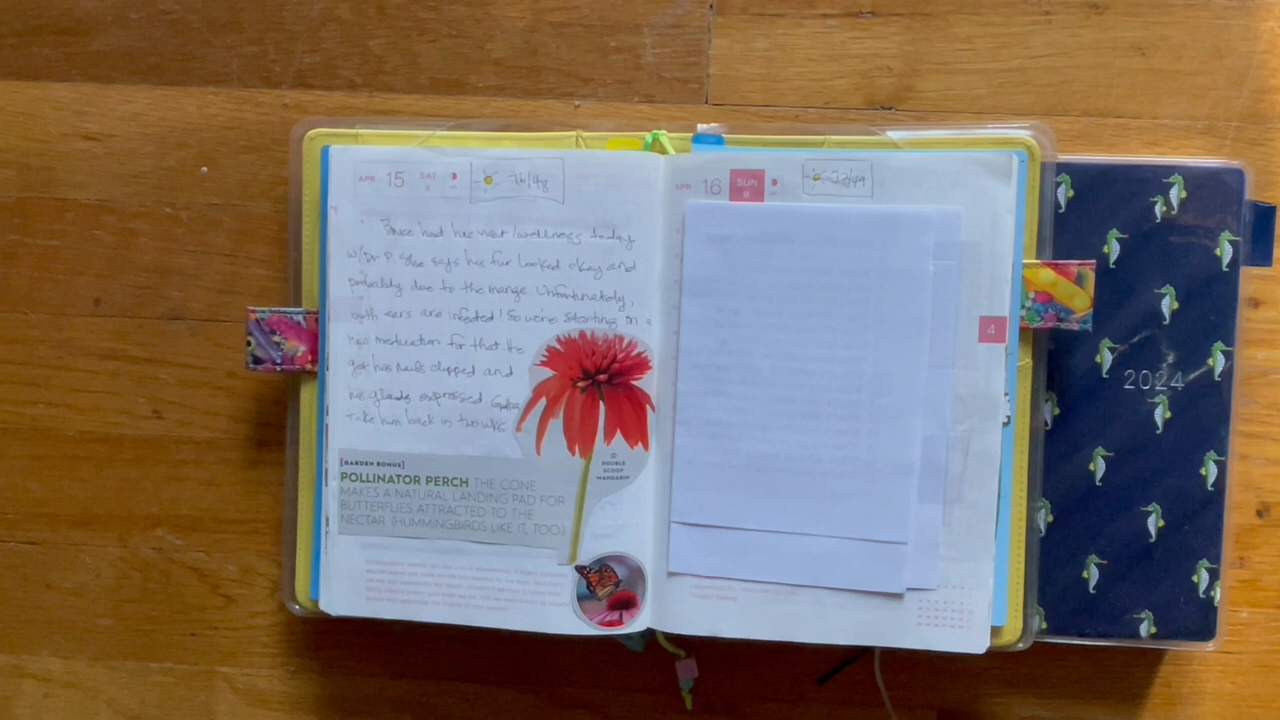 APR 15 SAT
76/48
had his visit/wellness today
w/Dr P. She says his fur looked okay and
probably due to the mange. Unfortunately,
both ears are infected! So we're starting on a
new medication for that. He
got his nails clipped and
his glands expressed.
take him back in two wks.
[GARDEN BONUS]
POLLINATOR PERCH THE CONE
MAKES A NATURAL LANDING PAD FOR
BUTTERFLIES ATTRACTED TO THE
NECTAR. (HUMMINGBIRDS LIKE IT, TOO)
DOUBLE
SCOOP
MANDARIN
APR 16 SUN
4
2024